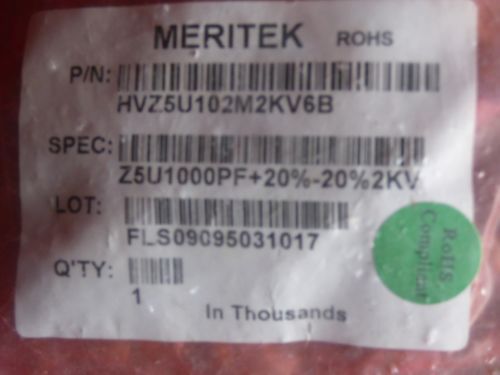 MERITEK ROHS
P/N:
HVZ5U102M2KV6B
SPEC:
Z5U1000PF+20%-20%2KV
LOT:
FLS09095031017
Q'TY:
1
In Thousands
RoHS
Compliant